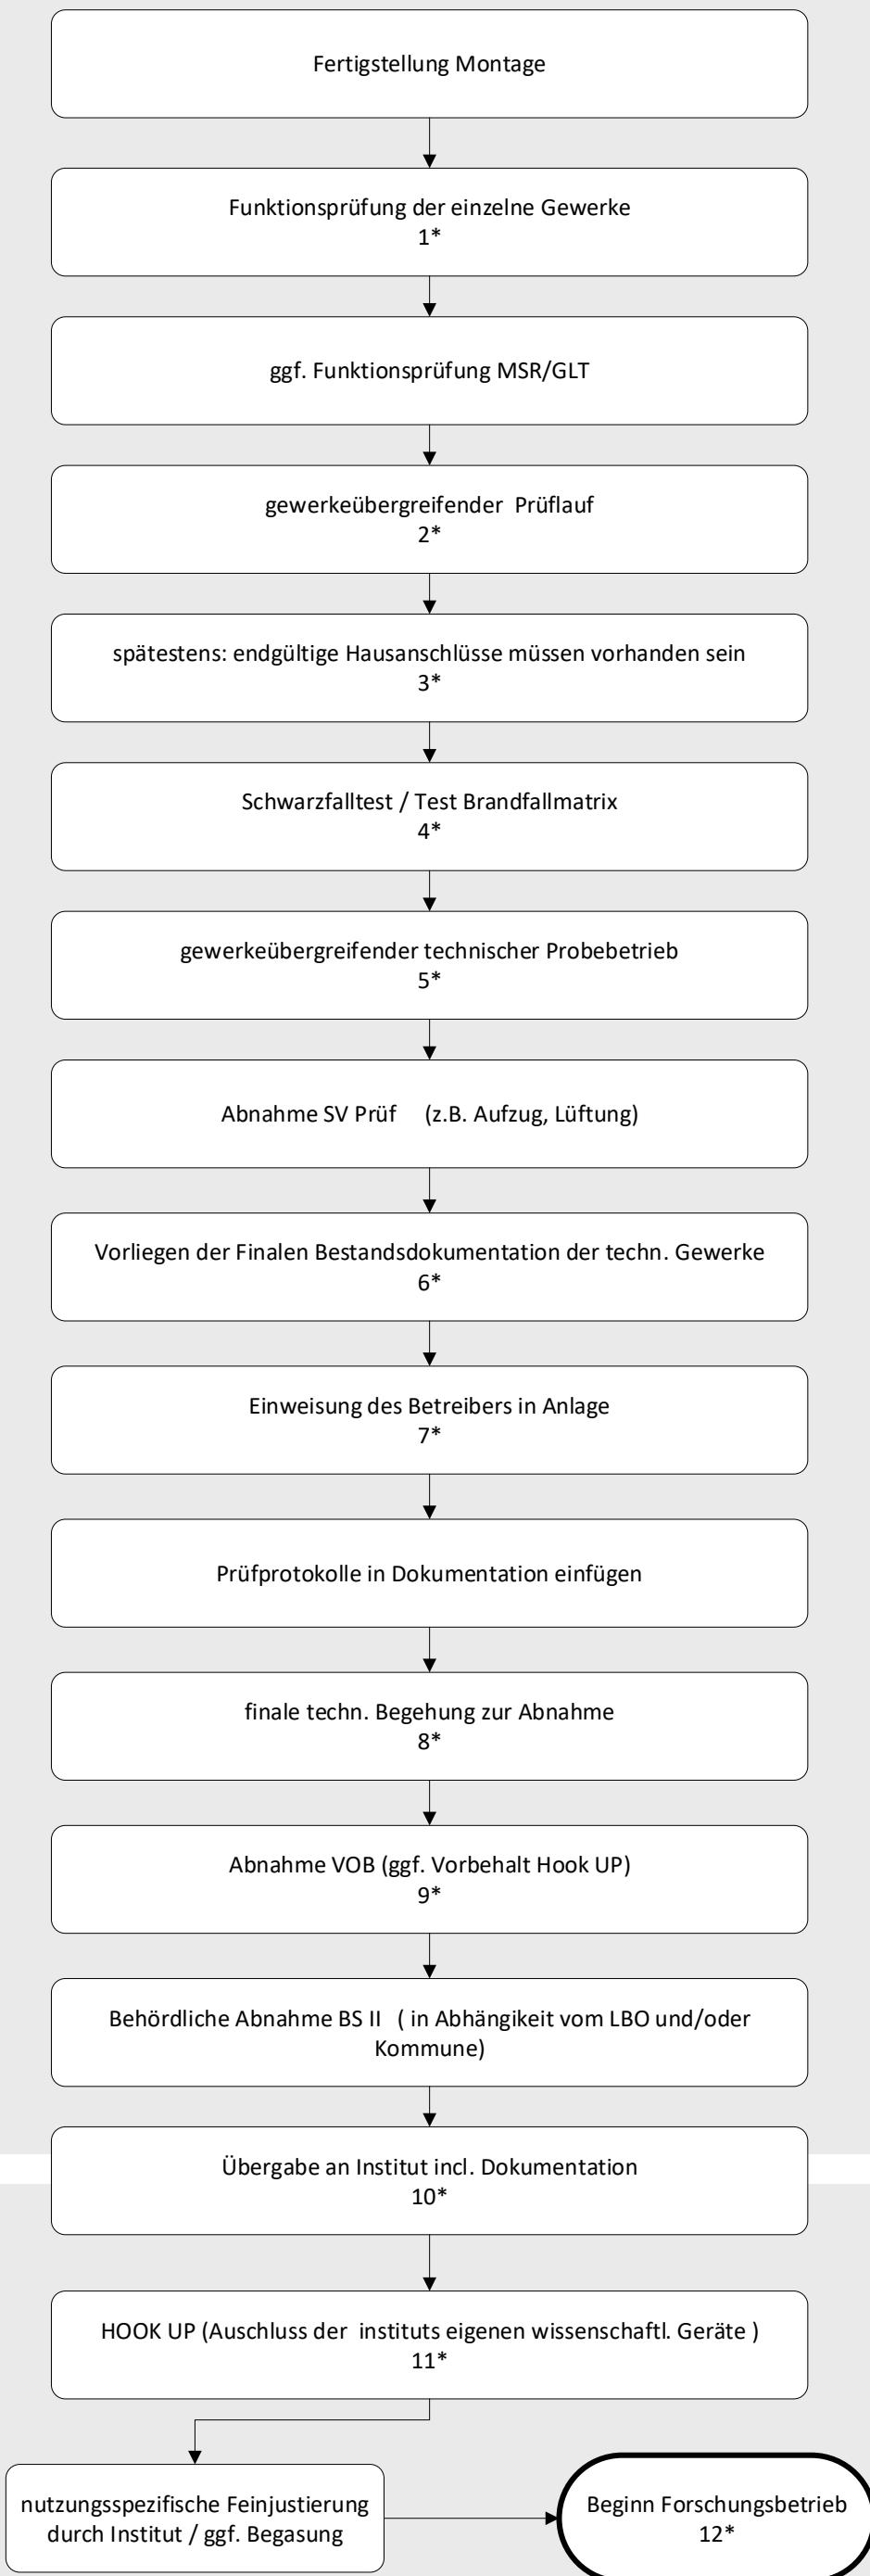 Fertigstellung Montage
Funktionsprüfung der einzelne Gewerke
1*
ggf. Funktionsprüfung MSR/GLT
gewerkeübergreifender Prüflauf
2*
spätestens: endgültige Hausanschlüsse müssen vorhanden sein
3*
Schwarzfalltest / Test Brandfallmatrix
4*
gewerkeübergreifender technischer Probebetrieb
5*
Abnahme SV Prüf (z.B. Aufzug, Lüftung)
Vorliegen der Finalen Bestandsdokumentation der techn. Gewerke
6*
Einweisung des Betreibers in Anlage
7*
Prüfprotokolle in Dokumentation einfügen
finale techn. Begehung zur Abnahme
8*
Abnahme VOB (ggf. Vorbehalt Hook UP)
9*
Behördliche Abnahme BS II ( in Abhängikeit vom LBO und/oder
Kommune)
Übergabe an Institut incl. Dokumentation
10*
HOOK UP (Auschluss der instituts eigenen wissenschaftl. Geräte )
11*
nutzungsspezifische Feinjustierung
durch Institut / ggf. Begasung
Beginn Forschungsbetrieb
12*